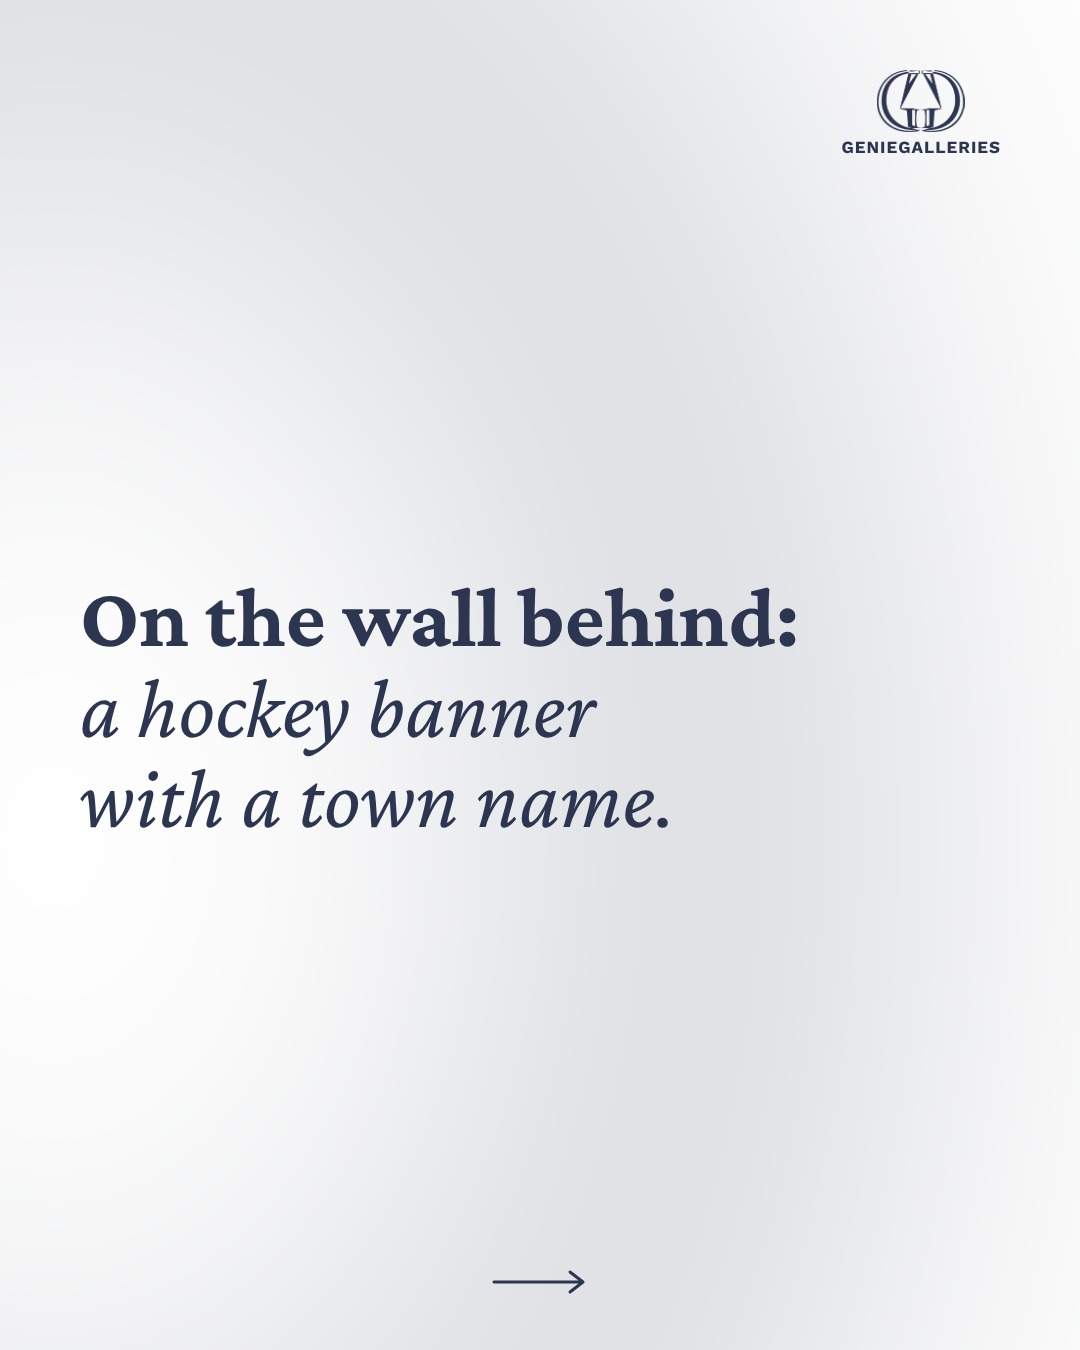 GENIEGALLERIES
On the wall behind:
a hockey banner
with a town name.